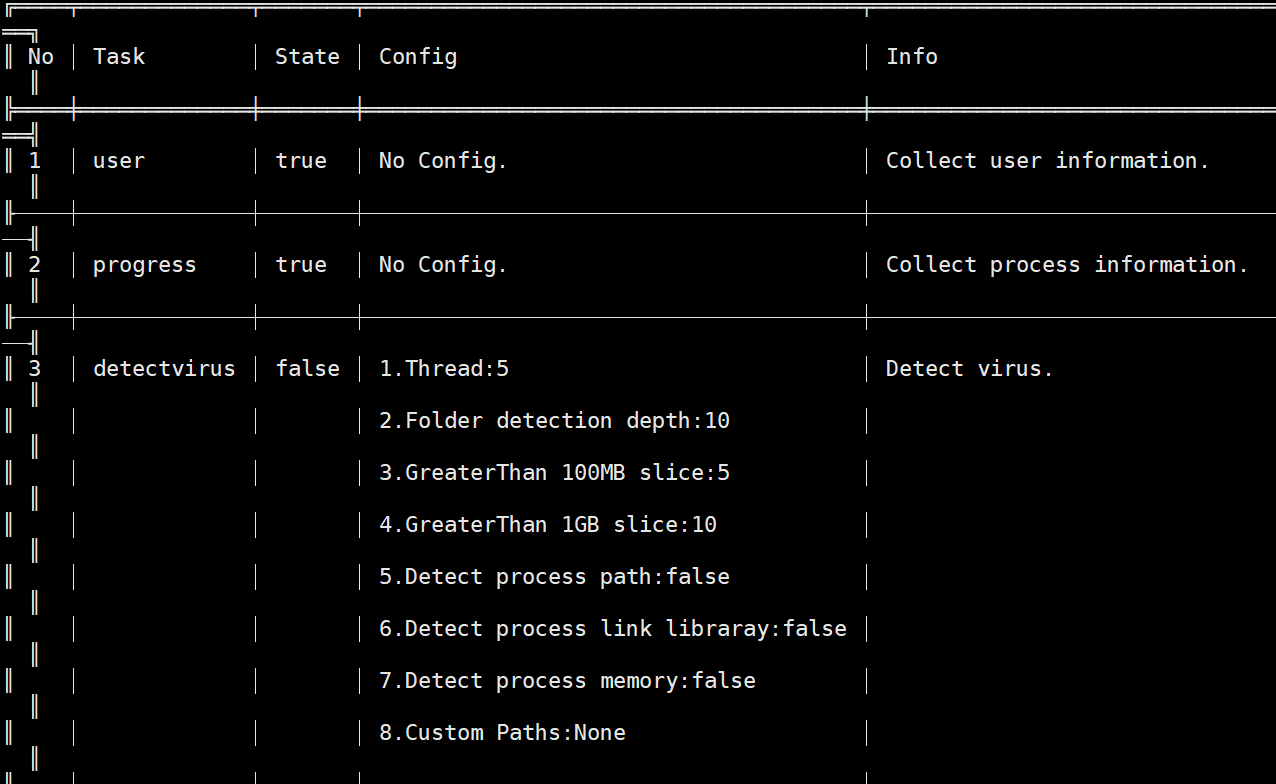 No Task State Config Info
1 user true No Config. Collect user information.
2 progress true No Config. Collect process information.
3 detectvirus false 1.Thread:5 Detect virus.
2.Folder detection depth:10
3.GreaterThan 100MB slice:5
4.GreaterThan 1GB slice:10
5.Detect process path:false
6.Detect process link libraray:false
7.Detect process memory:false
8.Custom Paths:None